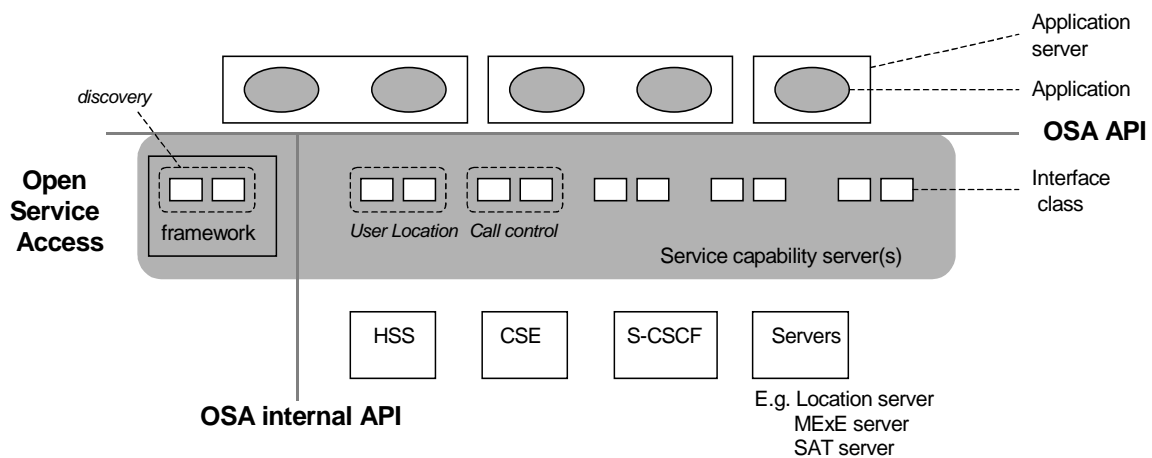 Application
server
discovery
Application
OSA API
Open
Service
Access
Interface
class
framework
User Location
Call control
Service capability server(s)
HSS
CSE
S-CSCF
Servers
OSA internal API
E.g. Location server
MExE server
SAT server